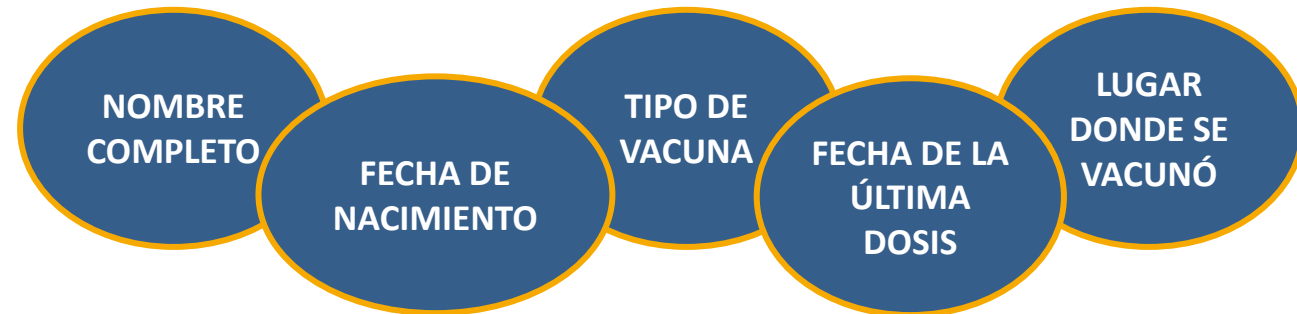 NOMBRE
COMPLETO
FECHA DE
NACIMIENTO
TIPO DE
VACUNA
FECHA DE LA
ÚLTIMA
DOSIS
LUGAR
DONDE SE
VACUNÓ